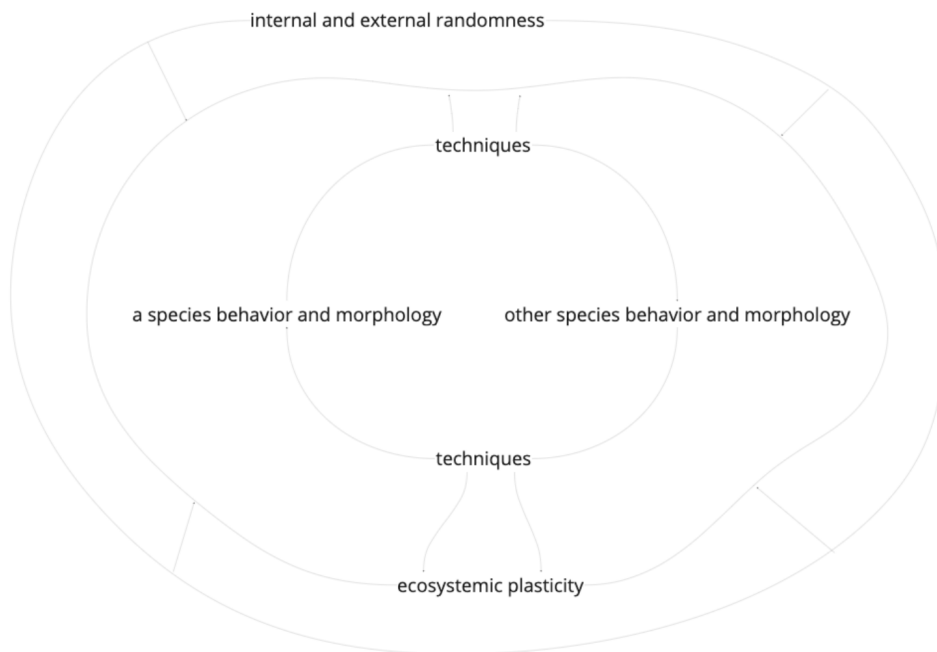 internal and external randomness
techniques
a species behavior and morphology
other species behavior and morphology
techniques
ecosystemic plasticity